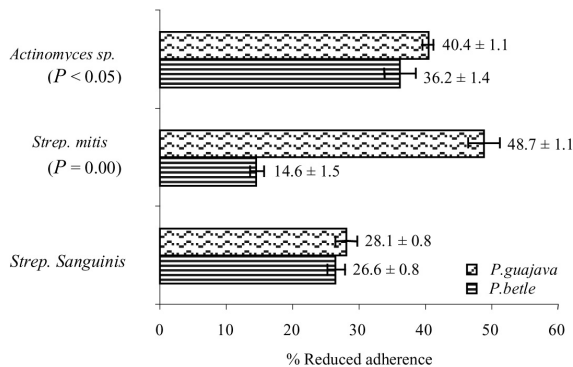 Actinomyces sp.
(P < 0.05)
40.4 ± 1.1
36.2 ± 1.4
Strep. mitis
(P = 0.00)
48.7 ± 1.1
14.6 ± 1.5
Strep. Sanguinis
28.1 ± 0.8
26.6 ± 0.8
P.guajava
P.betle
0 10 20 30 40 50 60
% Reduced adherence